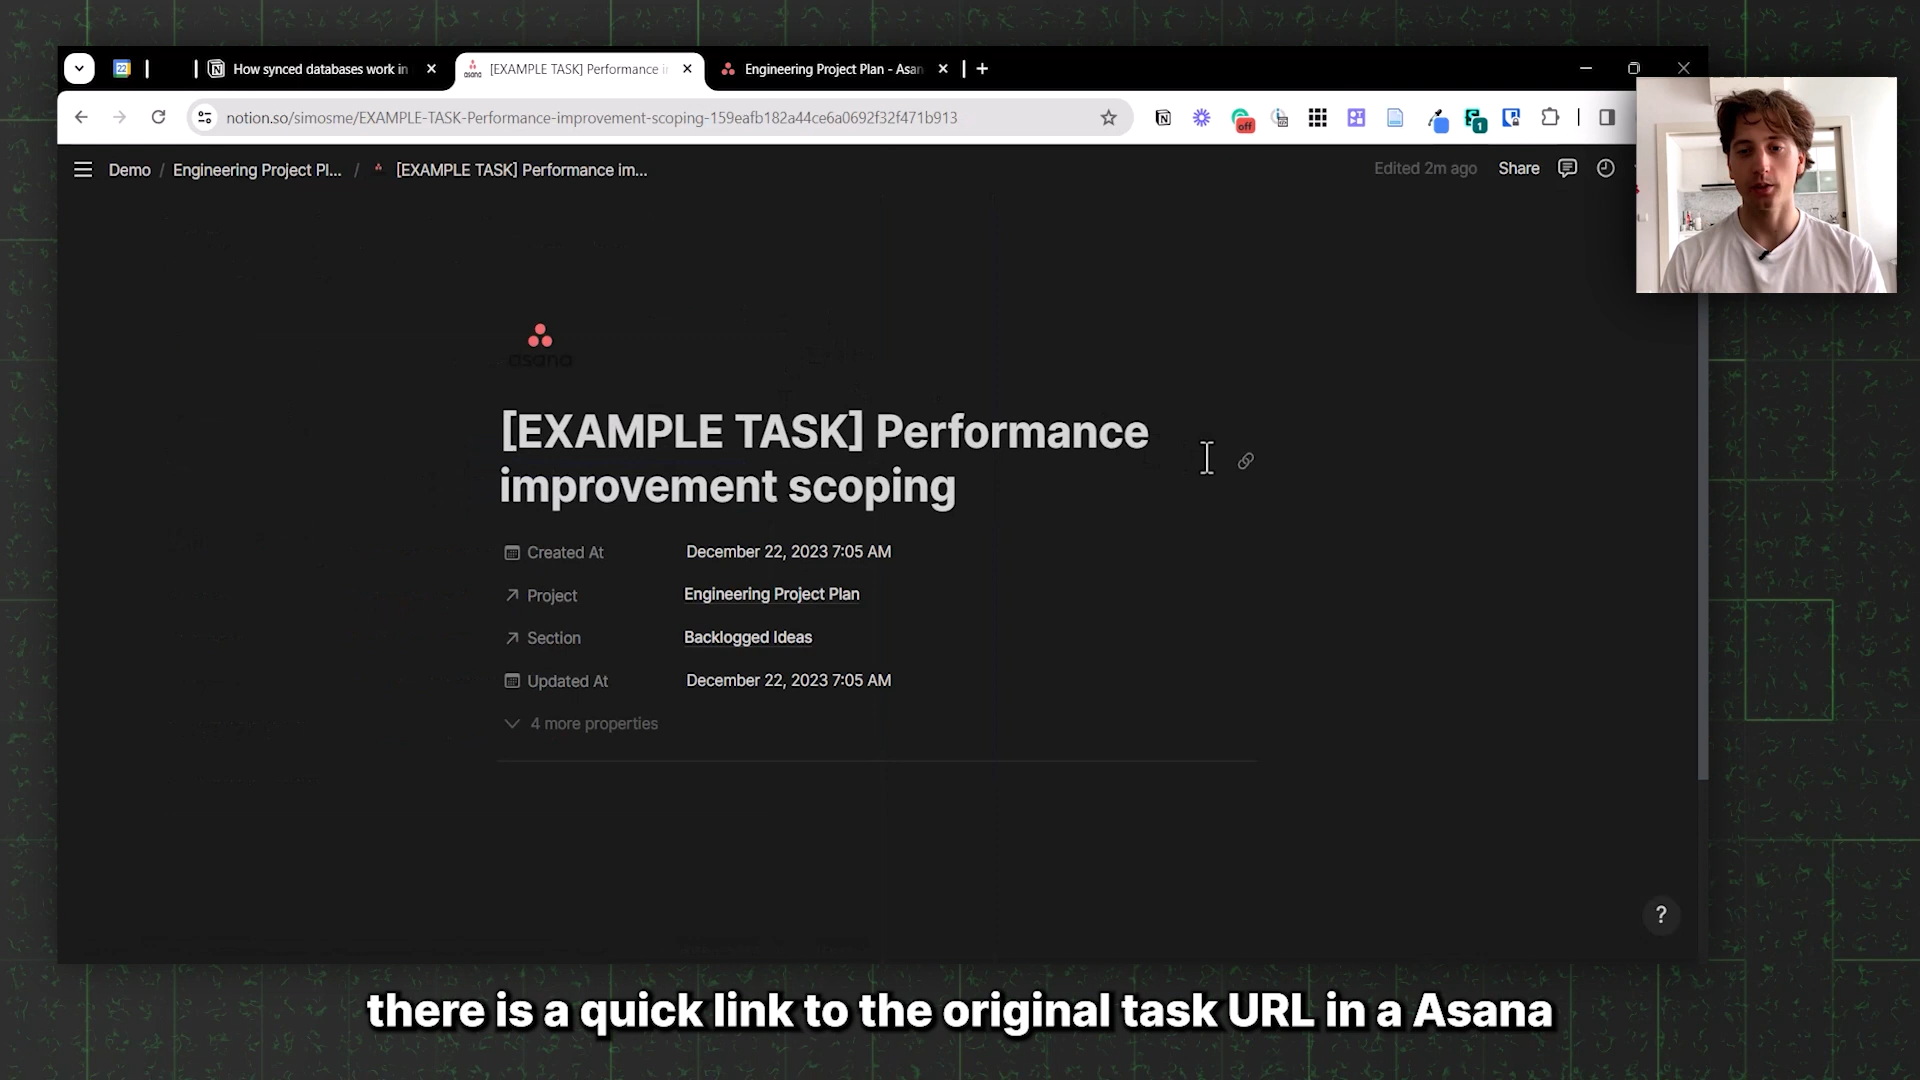 22
How synced databases work in
[EXAMPLE TASK] Performance i
Engineering Project Plan - Asan
notion.so/simosme/EXAMPLE-TASK-Performance-improvement-scoping-159eafb182a44ce6a0692f32f471b913
off
1
Demo / Engineering Project Pl... / [EXAMPLE TASK] Performance im...
Edited 2m ago
Share
asana
[EXAMPLE TASK] Performance
improvement scoping
Created At
December 22, 2023 7:05 AM
Project
Engineering Project Plan
Section
Backlogged Ideas
Updated At
December 22, 2023 7:05 AM
4 more properties
?
there is a quick link to the original task URL in a Asana